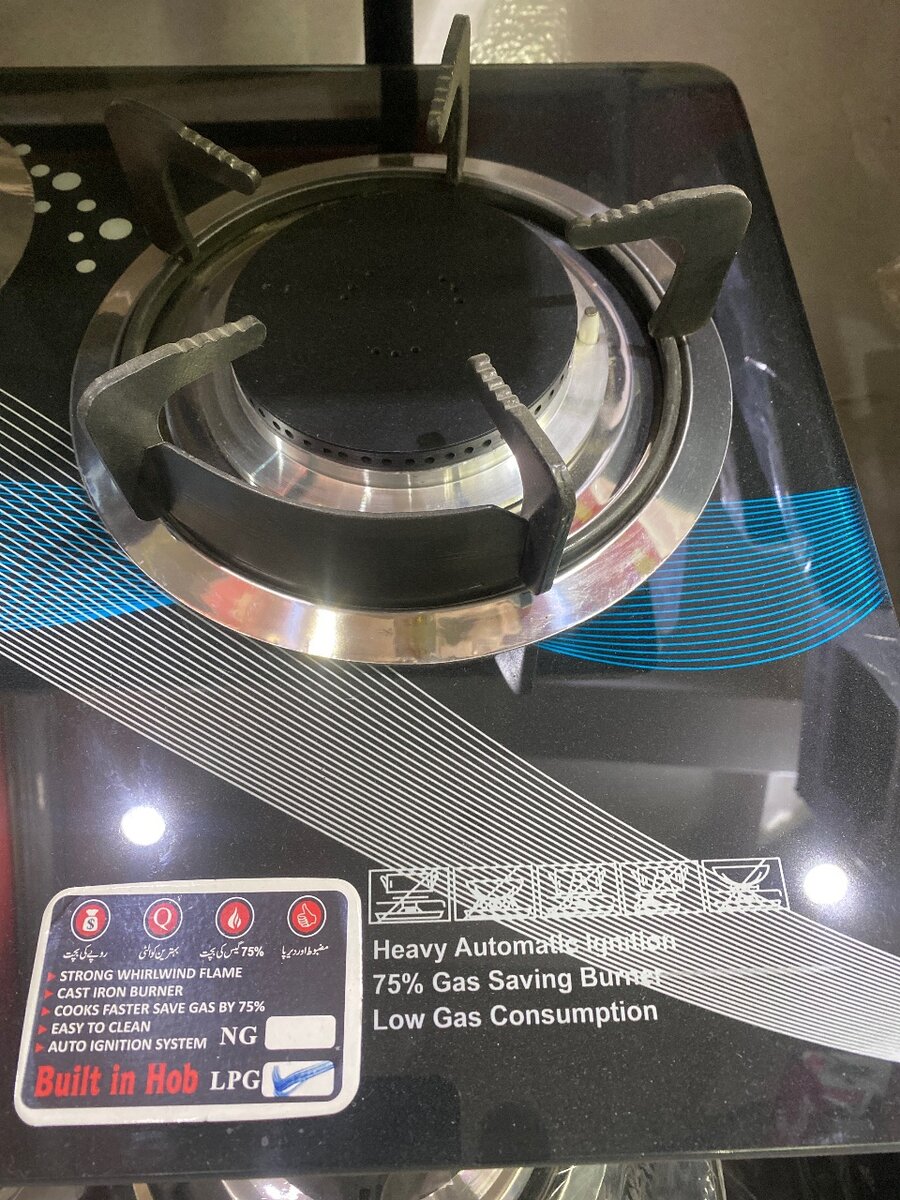 روپے کی بچت
بہترین کوالٹی
75% گیس کی بچت
مضبوط اور دیرپا
STRONG WHIRLWIND FLAME
CAST IRON BURNER
COOKS FASTER SAVE GAS BY 75%
EASY TO CLEAN
AUTO IGNITION SYSTEM
NG
Built in Hob LPG
Heavy Automatic Ignition
75% Gas Saving Burner
Low Gas Consumption